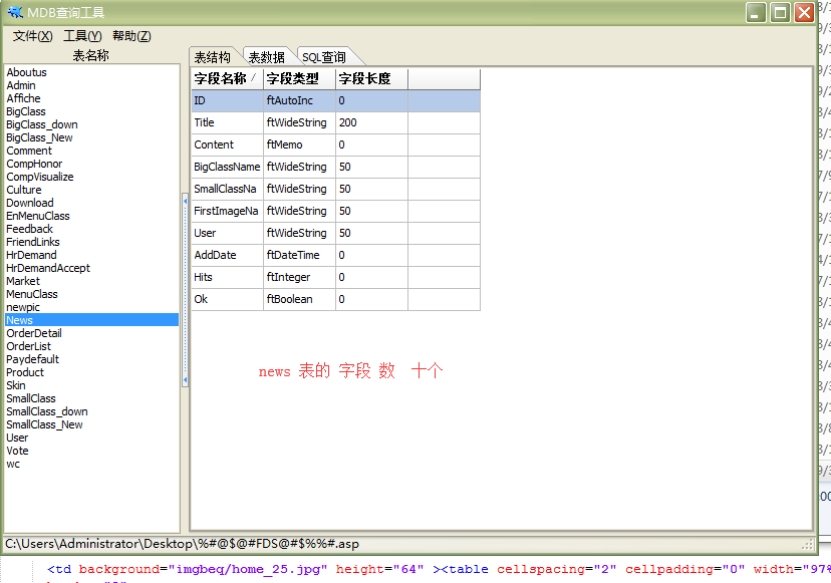 MDB查询工具
文件(X) 工具(Y) 帮助(Z)
表名称
Aboutus
Admin
Affiche
BigClass
BigClass_down
BigClass_New
Comment
CompHonor
CompVisualize
Culture
Download
EnMenuClass
Feedback
FriendLinks
HrDemand
HrDemandAccept
Market
MenuClass
newpic
News
OrderDetail
OrderList
Paydefault
Product
Skin
SmallClass
SmallClass_down
SmallClass_New
User
Vote
wc
表结构 表数据 SQL查询
字段名称 / 字段类型 字段长度
ID ftAutoInc 0
Title ftWideString 200
Content ftMemo 0
BigClassName ftWideString 50
SmallClassNa ftWideString 50
FirstImageNa ftWideString 50
User ftWideString 50
AddDate ftDateTime 0
Hits ftInteger 0
Ok ftBoolean 0
news 表的 字段 数 十个
C:\Users\Administrator\Desktop\%#@$@#FDS@#$%%#.asp
<td background="imgbeq/home_25.jpg" height="64" ><table cellspacing="2" cellpadding="0" width="97%